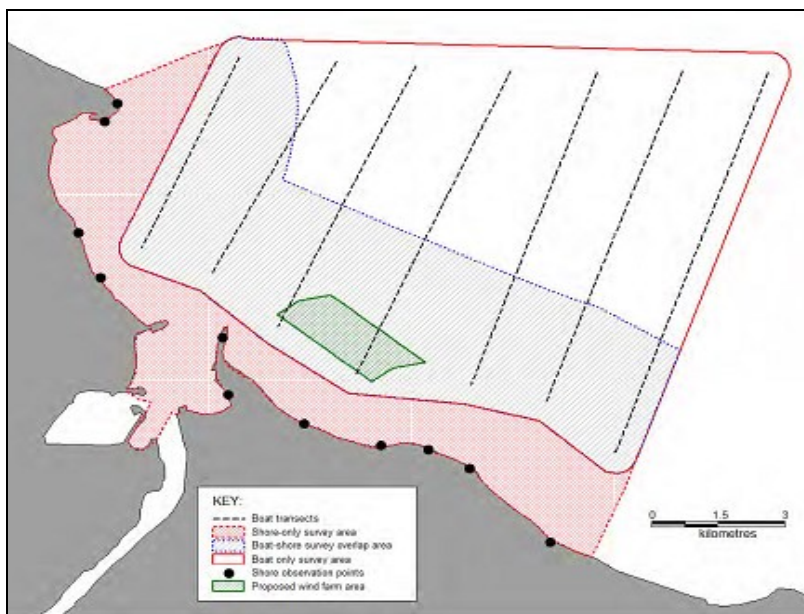 KEY:
Boat transects
Shore-only survey area
Boat-shore survey overlap area
Boat only survey area
Shore observation points
Proposed wind farm area
0 1.5 3
kilometres